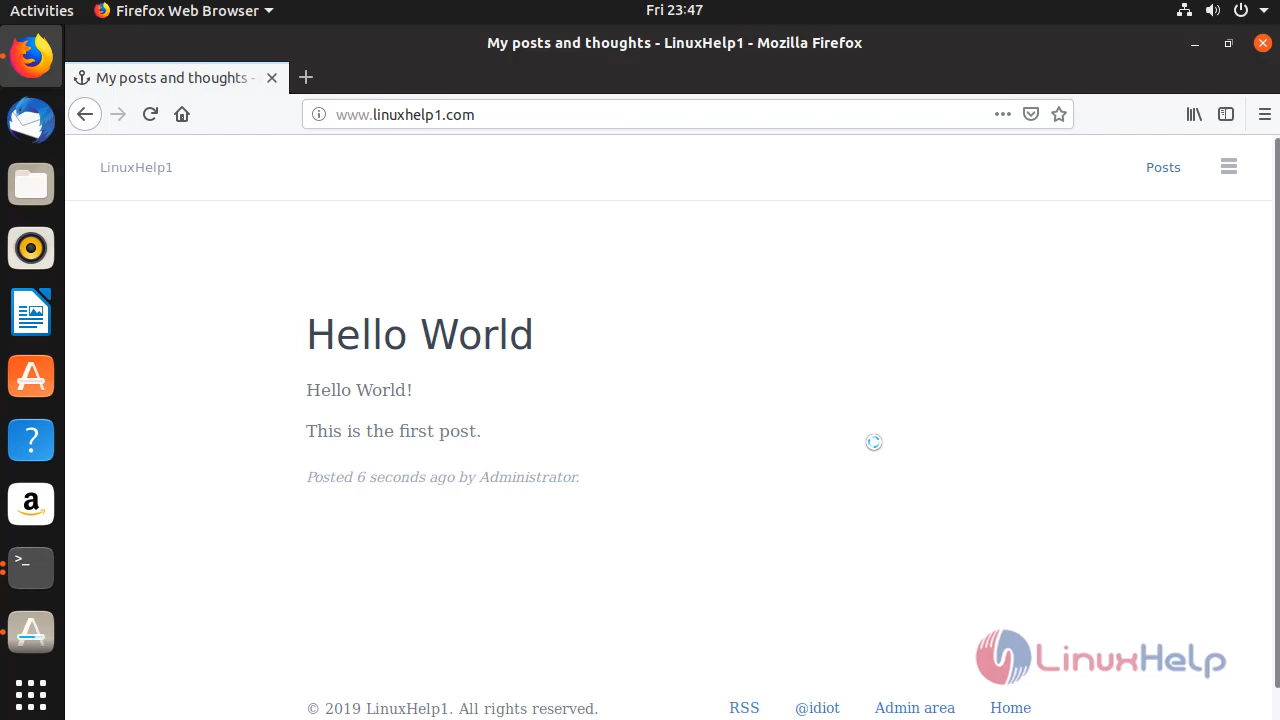 Activities Firefox Web Browser Fri 23:47
My posts and thoughts - LinuxHelp1 - Mozilla Firefox
My posts and thoughts -
www.linuxhelp1.com
LinuxHelp1 Posts
Hello World
Hello World!
This is the first post.
Posted 6 seconds ago by Administrator.
LinuxHelp
© 2019 LinuxHelp1. All rights reserved. RSS @idiot Admin area Home